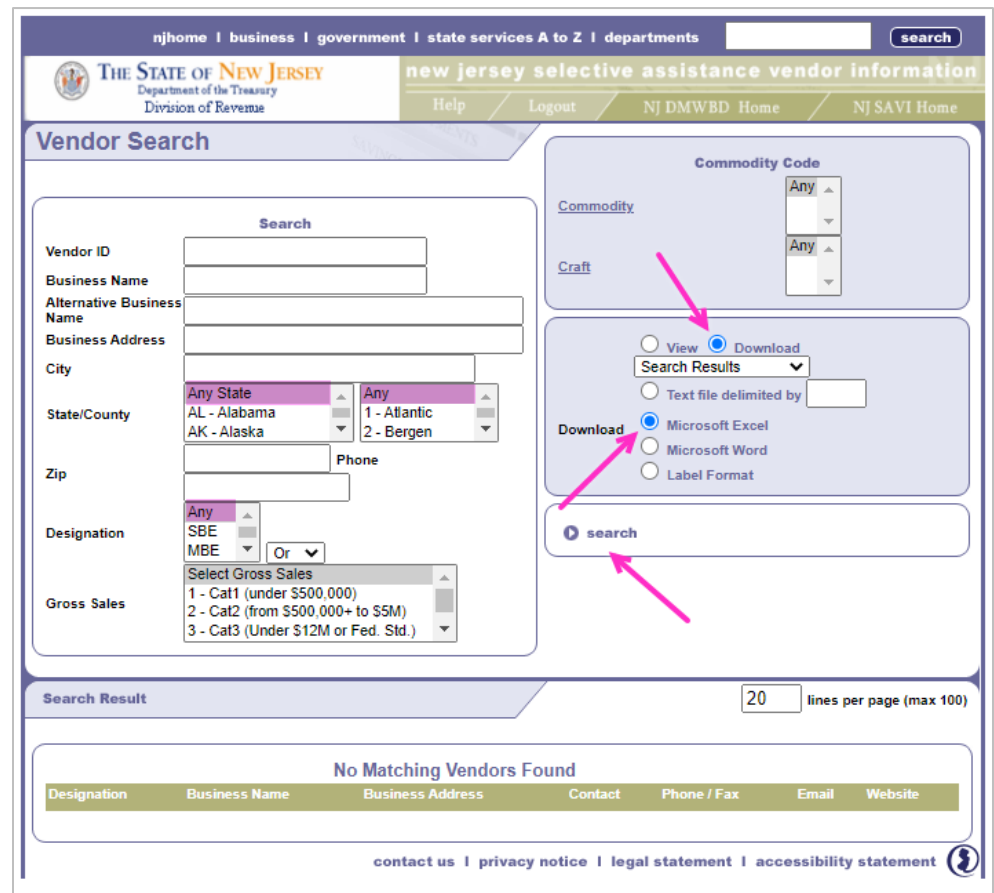 njhome | business | government | state services A to Z | departments search
THE STATE OF NEW JERSEY
Department of the Treasury
Division of Revenue
new jersey selective assistance vendor information
Help / Logout / NJ DMWBD Home / NJ SAVI Home
Vendor Search
Search
Vendor ID
Business Name
Alternative Business
Name
Business Address
City
State/County
Any State
AL - Alabama
AK - Alaska
Any
1 - Atlantic
2 - Bergen
Zip
Phone
Designation
Any
SBE
MBE
Or
Gross Sales
Select Gross Sales
1 - Cat1 (under $500,000)
2 - Cat2 (from $500,000+ to $5M)
3 - Cat3 (Under $12M or Fed. Std.)
Commodity Code
Commodity
Any
Craft
Any
View Download
Search Results
Text file delimited by
Download
Microsoft Excel
Microsoft Word
Label Format
search
Search Result
20 lines per page (max 100)
No Matching Vendors Found
Designation Business Name Business Address Contact Phone / Fax Email Website
contact us | privacy notice | legal statement | accessibility statement